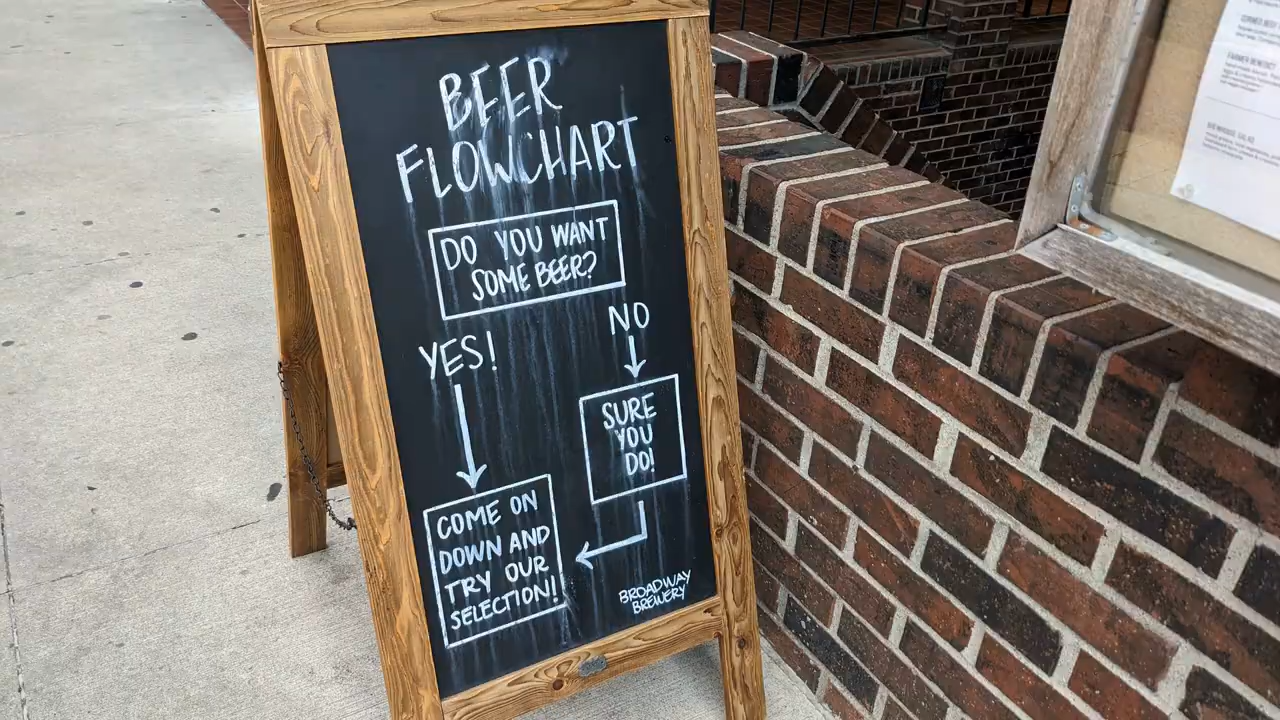 BEER
FLOWCHART
DO YOU WANT
SOME BEER?
YES!
NO
SURE
YOU
DO!
COME ON
DOWN AND
TRY OUR
SELECTION!
BROADWAY
BREWERY